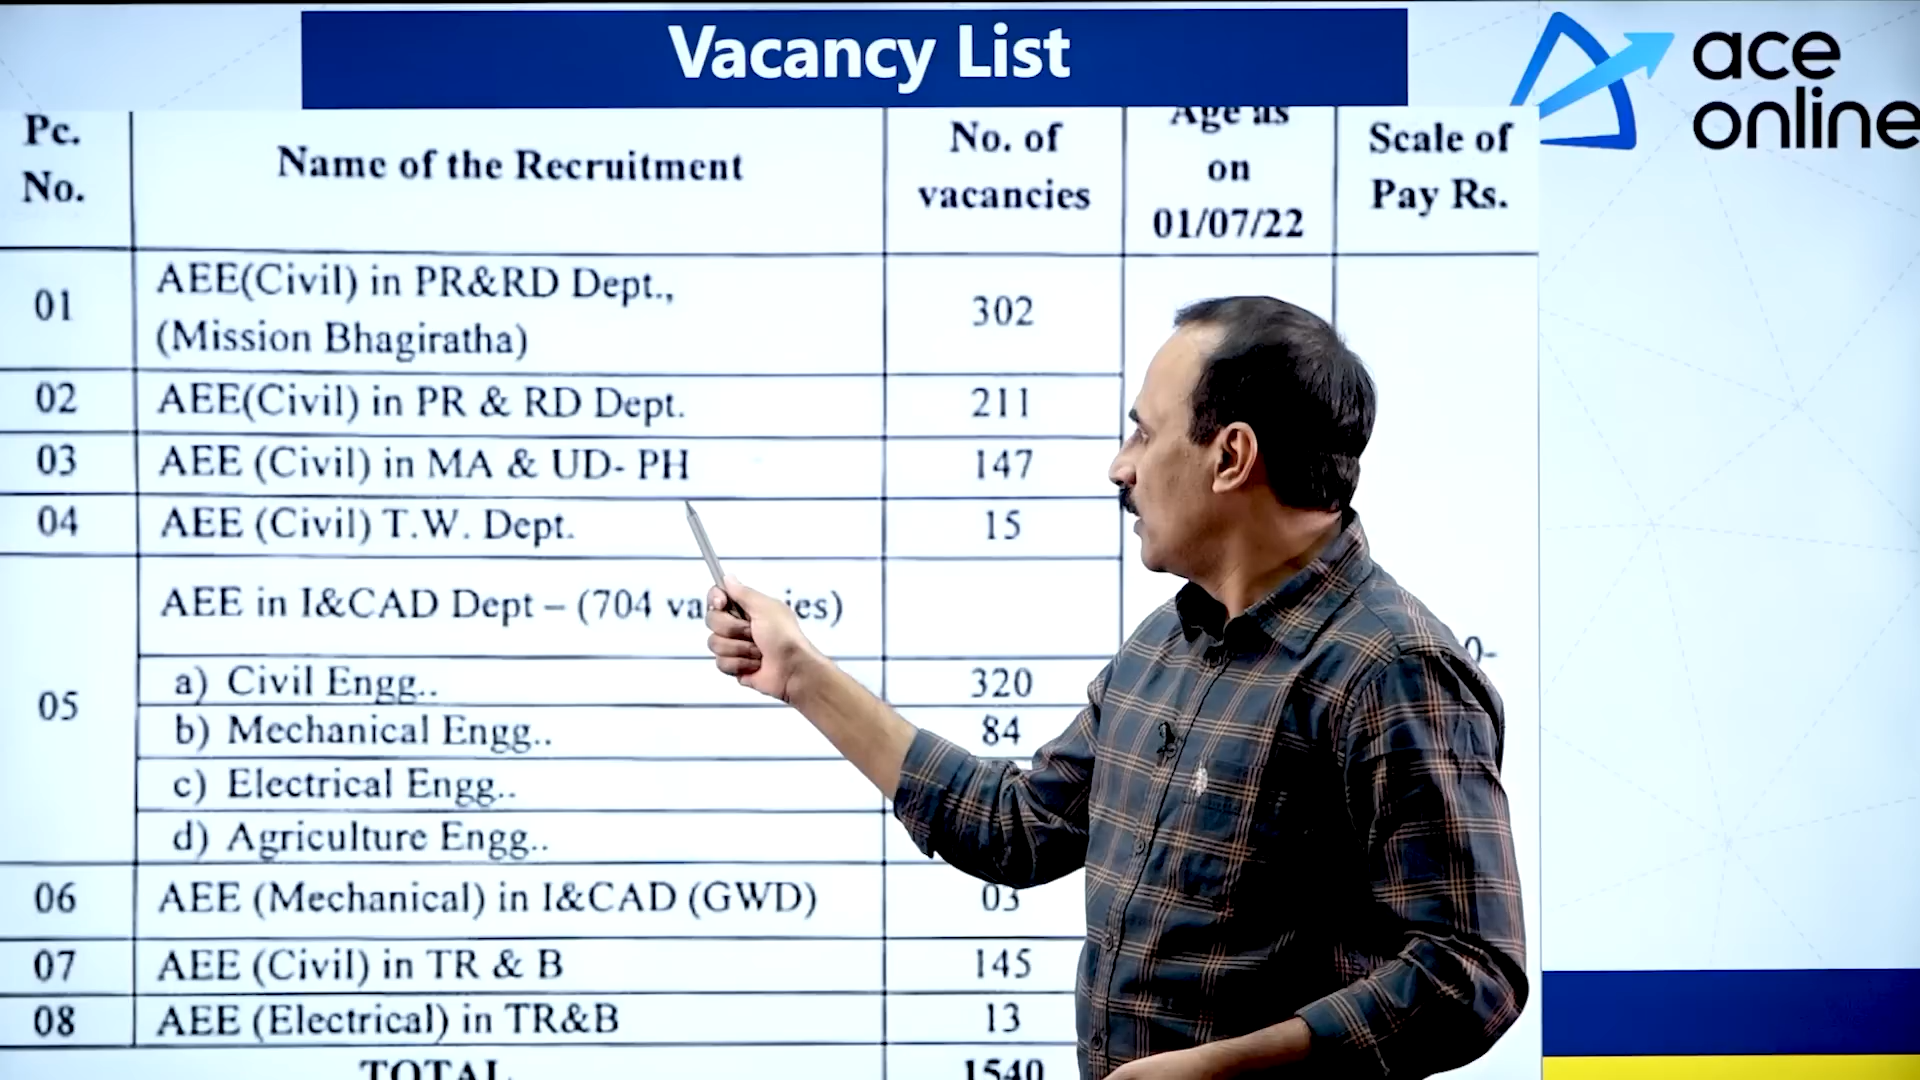 Vacancy List
ace
online
Pc.
No.
Name of the Recruitment
No. of
vacancies
Age as
on
01/07/22
Scale of
Pay Rs.
01
AEE(Civil) in PR&RD Dept.,
(Mission Bhagiratha)
302
02
AEE(Civil) in PR & RD Dept.
211
03
AEE (Civil) in MA & UD- PH
147
04
AEE (Civil) T.W. Dept.
15
05
AEE in I&CAD Dept – (704
a) Civil Engg..
320
b) Mechanical Engg..
84
c) Electrical Engg..
d) Agriculture Engg..
06
AEE (Mechanical) in I&CAD (GWD)
03
07
AEE (Civil) in TR & B
145
08
AEE (Electrical) in TR&B
13
TOTAL
1540